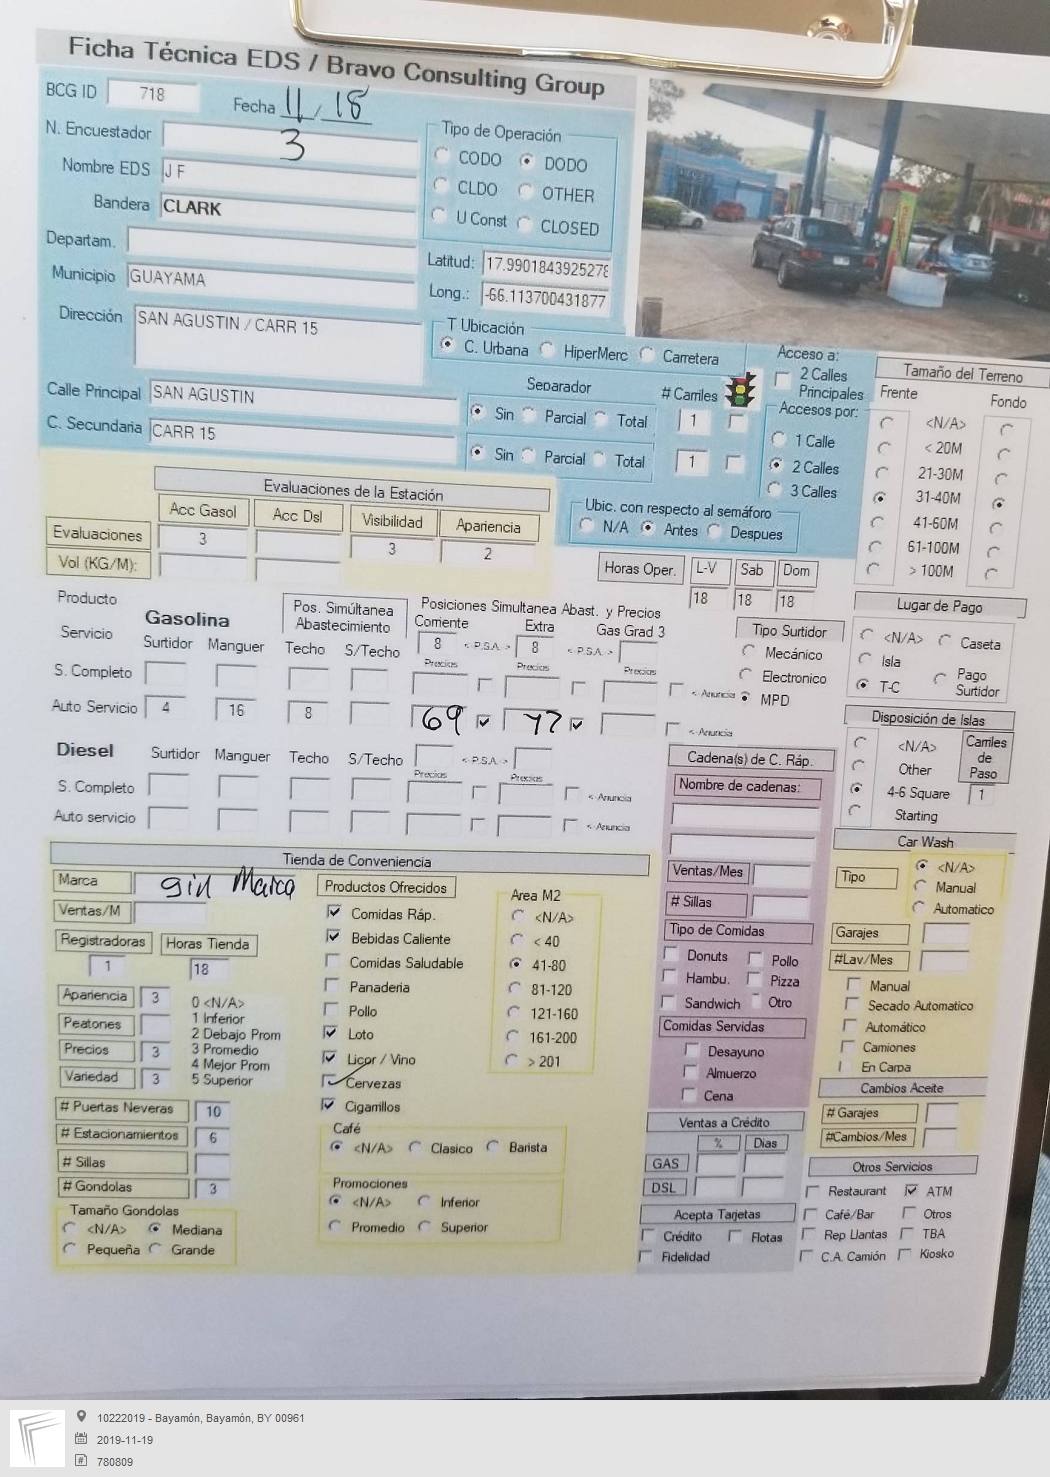 Ficha Técnica EDS / Bravo Consulting Group
BCG ID 718 Fecha 11/18
N. Encuestador 3
Nombre EDS J F
Bandera CLARK
Departam.
Municipio GUAYAMA
Dirección SAN AGUSTIN / CARR 15
Calle Principal SAN AGUSTIN
C. Secundaria CARR 15
Tipo de Operación
CODO DODO
CLDO OTHER
U Const CLOSED
Latitud: 17.9901843925278
Long.: -66.113700431877
T Ubicación
C. Urbana HiperMerc Carretera
Separador # Carriles
Sin Parcial Total 1
Sin Parcial Total 1
Acceso a:
2 Calles
Principales
Accesos por:
1 Calle
2 Calles
3 Calles
Ubic. con respecto al semáforo
N/A Antes Despues
Tamaño del Terreno
Frente Fondo
<N/A>
< 20M
21-30M
31-40M
41-60M
61-100M
> 100M
Evaluaciones de la Estación
Acc Gasol Acc Dsl Visibilidad Apariencia
Evaluaciones 3 3 2
Vol (KG/M):
Horas Oper. L-V Sab Dom
18 18 18
Producto Gasolina
Servicio Surtidor Manguer
Pos. Simúltanea
Abastecimiento
Techo S/Techo
Posiciones Simultanea Abast. y Precios
Corriente Extra Gas Grad 3
8 <-P.S.A.-> 8 <-P.S.A.->
Precios Precios Precios
S. Completo <-Anuncia
Auto Servicio 4 16 8 69 77 <-Anuncia
Tipo Surtidor
Mecánico
Electronico
MPD
Lugar de Pago
<N/A> Caseta
Isla
T-C Pago
Surtidor
Diesel Surtidor Manguer Techo S/Techo <-P.S.A.->
Precios Precios
S. Completo <-Anuncia
Auto servicio <-Anuncia
Disposición de Islas
<N/A>
Other
4-6 Square
Starting
Carriles
de
Paso
1
Cadena(s) de C. Ráp.
Nombre de cadenas:
Ventas/Mes
# Sillas
Tipo de Comidas
Donuts Pollo
Hambu. Pizza
Sandwich Otro
Comidas Servidas
Desayuno
Almuerzo
Cena
Car Wash
Tipo <N/A>
Manual
Automatico
Garajes
#Lav/Mes
Manual
Secado Automatico
Automático
Camiones
En Carpa
Cambios Aceite
# Garajes
#Cambios/Mes
Tienda de Conveniencia
Marca sin Marca
Ventas/M
Registradoras Horas Tienda
1 18
Apariencia 3
Peatones
Precios 3
Variedad 3
0 <N/A>
1 Inferior
2 Debajo Prom
3 Promedio
4 Mejor Prom
5 Superior
# Puertas Neveras 10
# Estacionamientos 6
# Sillas
# Gondolas 3
Tamaño Gondolas
<N/A> Mediana
Pequeña Grande
Productos Ofrecidos
Comidas Ráp.
Bebidas Caliente
Comidas Saludable
Panaderia
Pollo
Loto
Licor / Vino
Cervezas
Cigarrillos
Area M2
<N/A>
< 40
41-80
81-120
121-160
161-200
> 201
Café
<N/A> Clasico Barista
Promociones
<N/A> Inferior
Promedio Superior
Ventas a Crédito
% Dias
GAS
DSL
Acepta Tarjetas
Crédito Flotas
Fidelidad
Otros Servicios
Restaurant ATM
Café/Bar Otros
Rep Llantas TBA
C.A. Camión Kiosko
10222019 - Bayamón, Bayamón, BY 00961
2019-11-19
780809